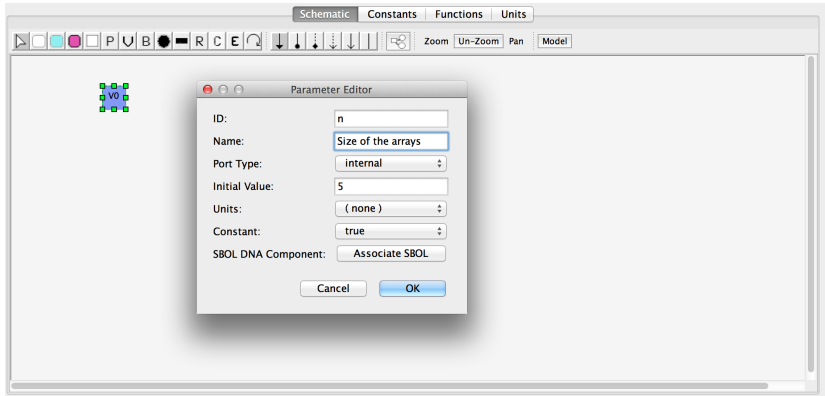 Schematic Constants Functions Units
P V B R C E Zoom Un-Zoom Pan Model
V0
Parameter Editor
ID: n
Name: Size of the arrays
Port Type: internal
Initial Value: 5
Units: ( none )
Constant: true
SBOL DNA Component: Associate SBOL
Cancel OK